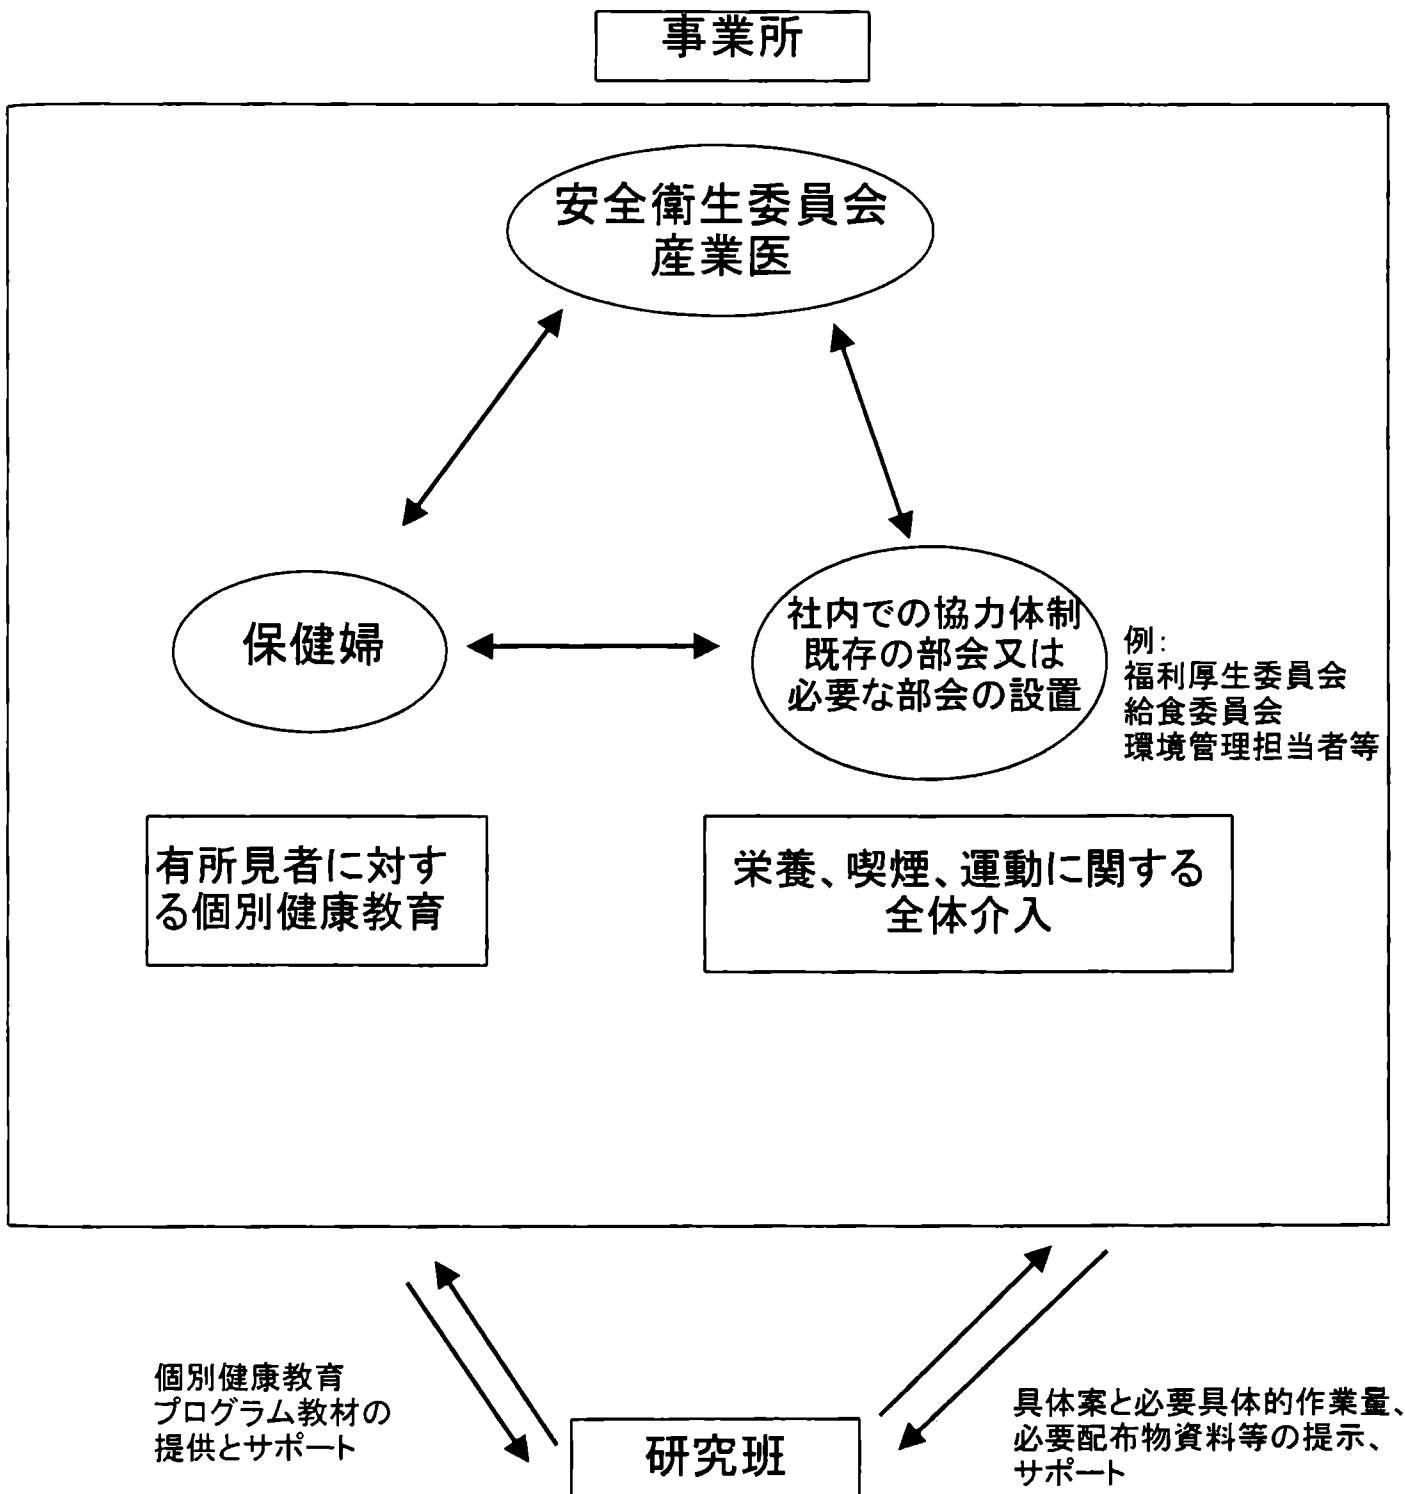 事業所
安全衛生委員会
産業医
保健婦
社内での協力体制
既存の部会又は
必要な部会の設置
例:
福利厚生委員会
給食委員会
環境管理担当者等
有所見者に対す
る個別健康教育
栄養、喫煙、運動に関する
全体介入
個別健康教育
プログラム教材の
提供とサポート
研究班
具体案と必要具体的作業量、
必要配布物資料等の提示、
サポート